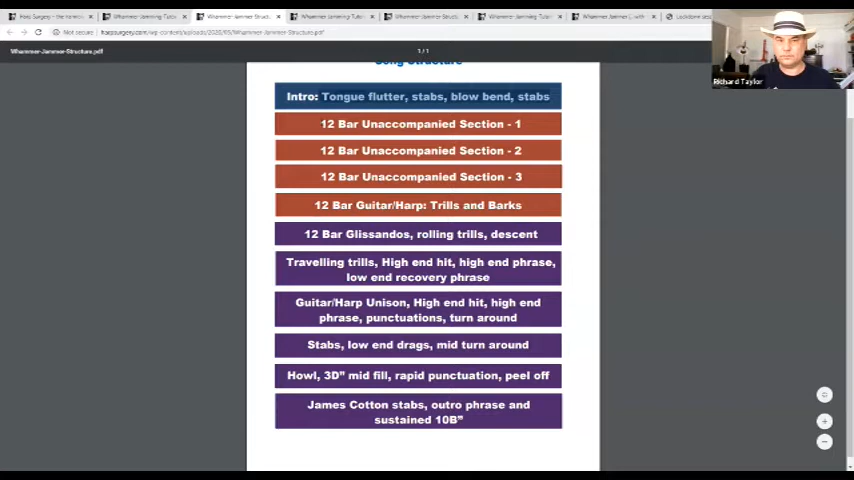 Whammer-Jammer-Structure.pdf
1/1
Not secure
Richard Taylor
Song Structure
Intro: Tongue flutter, stabs, blow bend, stabs
12 Bar Unaccompanied Section - 1
12 Bar Unaccompanied Section - 2
12 Bar Unaccompanied Section - 3
12 Bar Guitar/Harp: Trills and Barks
12 Bar Glissandos, rolling trills, descent
Travelling trills, High end hit, high end phrase,
low end recovery phrase
Guitar/Harp Unison, High end hit, high end
phrase, punctuations, turn around
Stabs, low end drags, mid turn around
Howl, 3D” mid fill, rapid punctuation, peel off
James Cotton stabs, outro phrase and
sustained 10B”